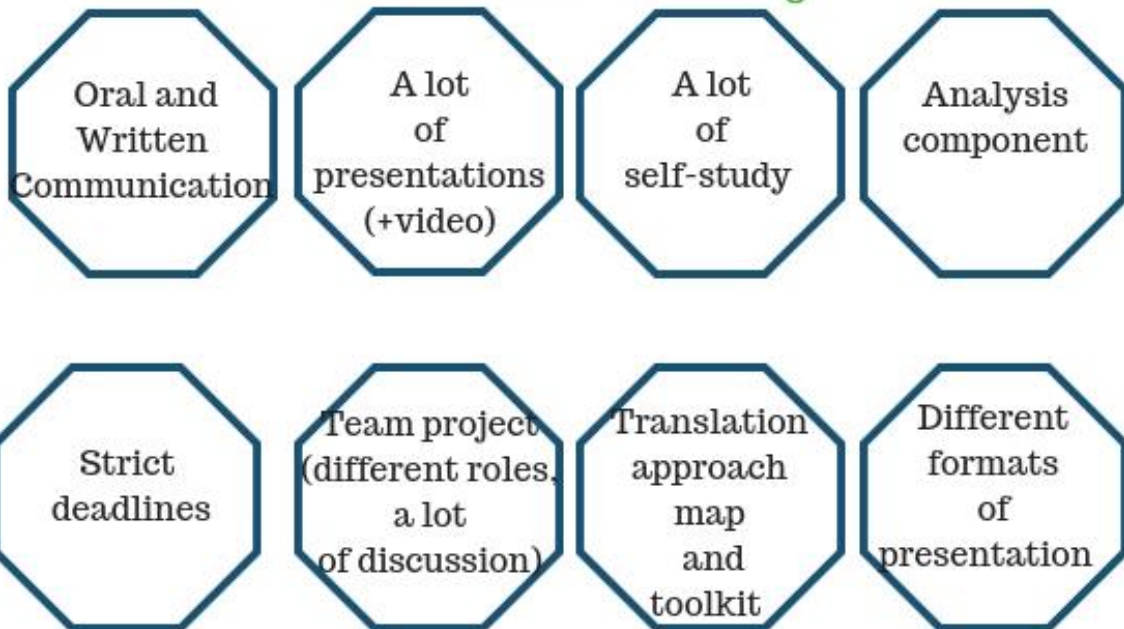 Oral and
Written
Communication
A lot
of
presentations
(+video)
A lot
of
self-study
Analysis
component
Strict
deadlines
Team project
(different roles,
a lot
of discussion)
Translation
approach
map
and
toolkit
Different
formats
of
presentation